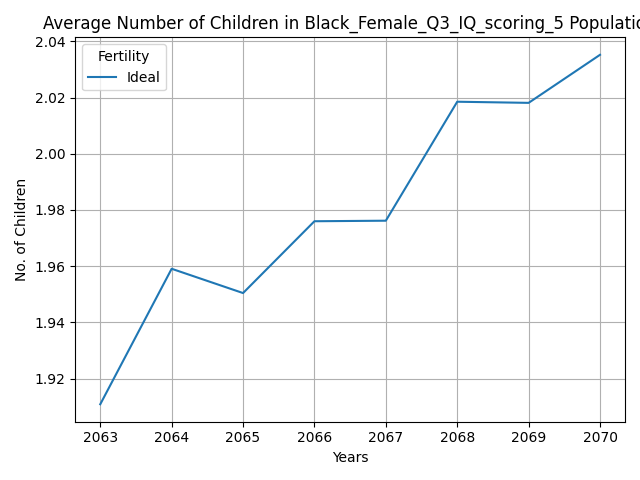 Average Number of Children in Black_Female_Q3_IQ_scoring_5 Populatio
Fertility
Ideal
No. of Children
2.04
2.02
2.00
1.98
1.96
1.94
1.92
2063 2064 2065 2066 2067 2068 2069 2070
Years